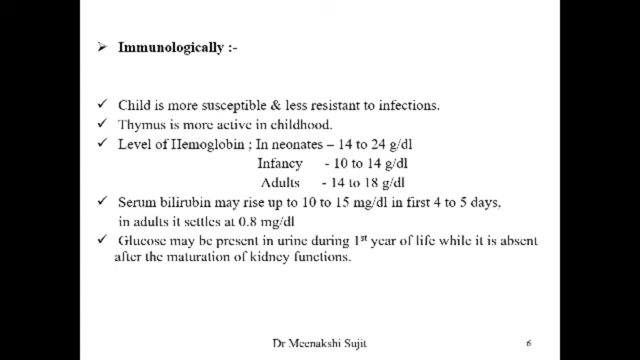 ➢ Immunologically :-
✓ Child is more susceptible & less resistant to infections.
✓ Thymus is more active in childhood.
✓ Level of Hemoglobin ; In neonates – 14 to 24 g/dl
Infancy - 10 to 14 g/dl
Adults - 14 to 18 g/dl
✓ Serum bilirubin may rise up to 10 to 15 mg/dl in first 4 to 5 days,
in adults it settles at 0.8 mg/dl
✓ Glucose may be present in urine during 1st year of life while it is absent
after the maturation of kidney functions.
Dr Meenakshi Sujit 6